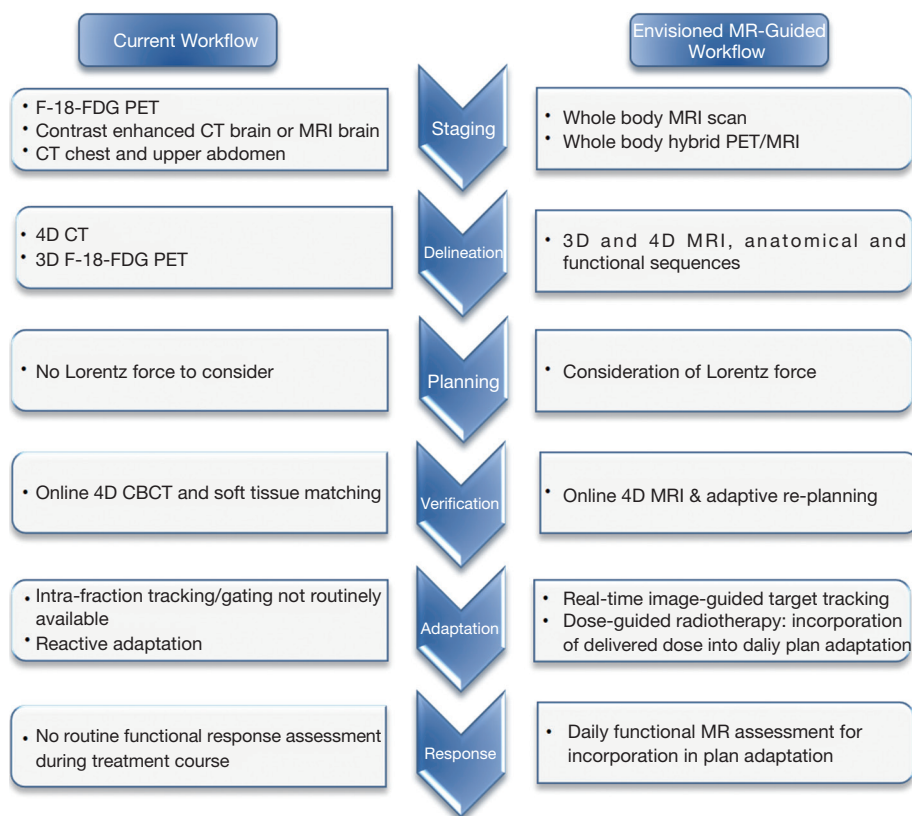 Current Workflow
Envisioned MR-Guided
Workflow
• F-18-FDG PET
• Contrast enhanced CT brain or MRI brain
• CT chest and upper abdomen
Staging
• Whole body MRI scan
• Whole body hybrid PET/MRI
• 4D CT
• 3D F-18-FDG PET
Delineation
• 3D and 4D MRI, anatomical and
functional sequences
• No Lorentz force to consider
Planning
• Consideration of Lorentz force
• Online 4D CBCT and soft tissue matching
Verification
• Online 4D MRI & adaptive re-planning
• Intra-fraction tracking/gating not routinely
available
• Reactive adaptation
Adaptation
• Real-time image-guided target tracking
• Dose-guided radiotherapy: incorporation
of delivered dose into daliy plan adaptation
• No routine functional response assessment
during treatment course
Response
• Daily functional MR assessment for
incorporation in plan adaptation